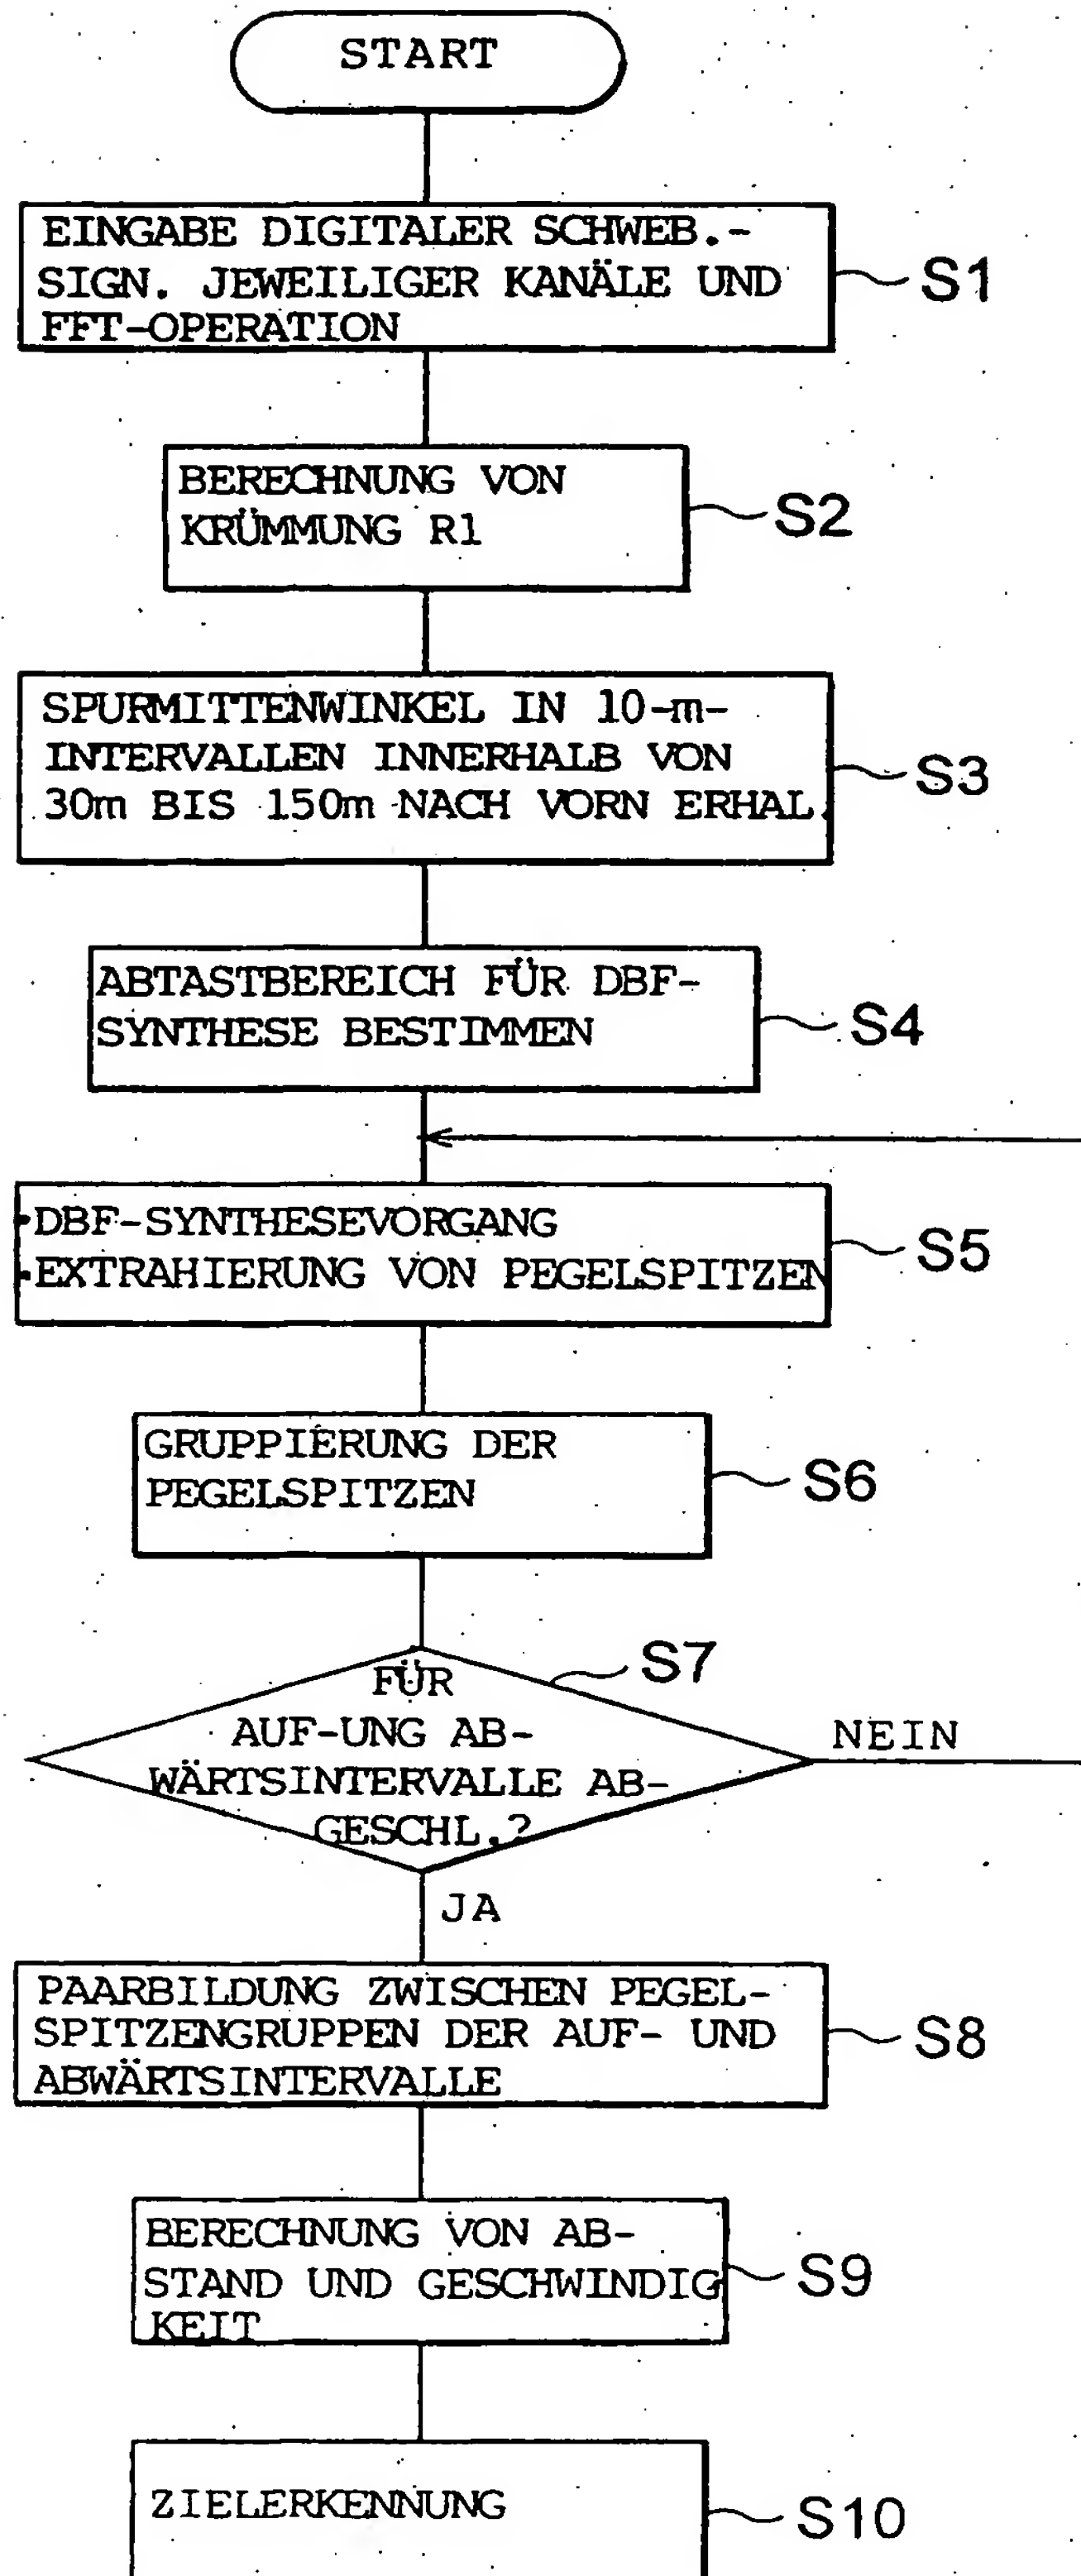 START
EINGABE DIGITALER SCHWEB.-
SIGN. JEWEILIGER KANÄLE UND
FFT-OPERATION
S1
BERECHNUNG VON
KRÜMMUNG R1
S2
SPURMITTENWINKEL IN 10-m-
INTERVALLEN INNERHALB VON
30m BIS 150m NACH VORN ERHAL.
S3
ABTASTBEREICH FÜR DBF-
SYNTHESE BESTIMMEN
S4
•DBF-SYNTHESEVORGANG
•EXTRAHIERUNG VON PEGELSPITZEN
S5
GRUPPIERUNG DER
PEGELSPITZEN
S6
S7
FÜR
AUF-UNG AB-
WÄRTSINTERVALLE AB-
GESCHL.?
NEIN
JA
PAARBILDUNG ZWISCHEN PEGEL-
SPITZENGRUPPEN DER AUF- UND
ABWÄRTSINTERVALLE
S8
BERECHNUNG VON AB-
STAND UND GESCHWINDIG
KEIT
S9
ZIELERKENNUNG
S10